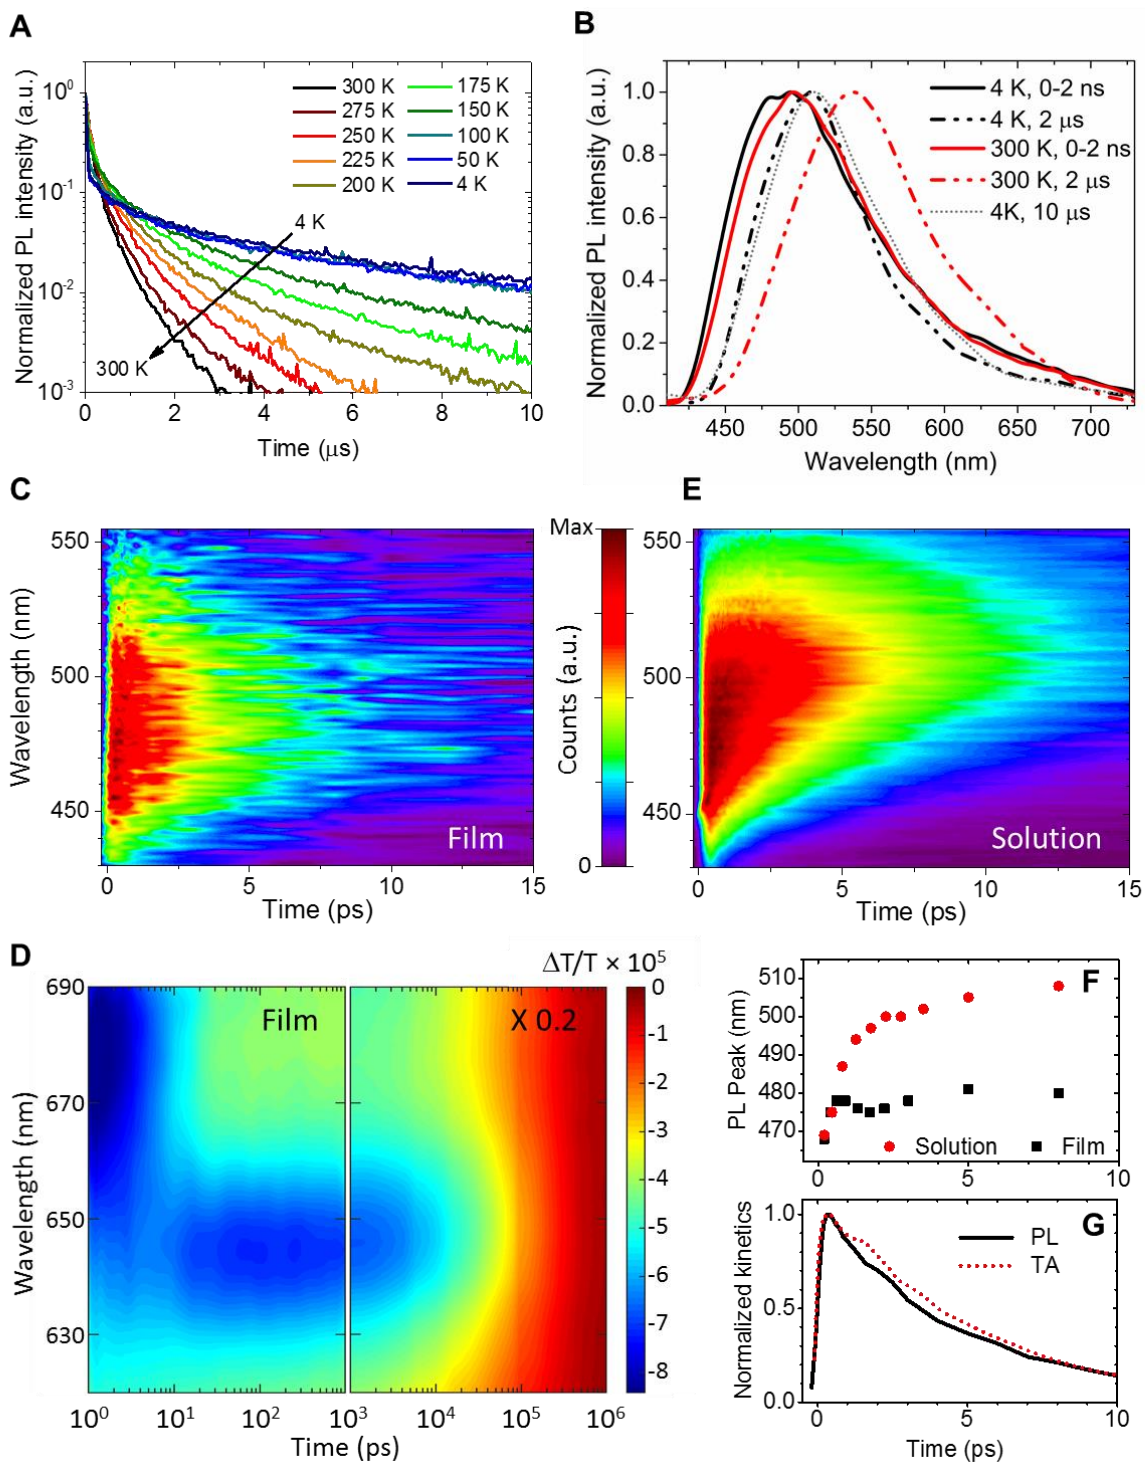 A
Normalized PL intensity (a.u.)
10⁰
10⁻¹
10⁻²
10⁻³
300 K
275 K
250 K
225 K
200 K
175 K
150 K
100 K
50 K
4 K
4 K
300 K
0 2 4 6 8 10
Time (μs)
B
Normalized PL intensity (a.u.)
1.0
0.8
0.6
0.4
0.2
0.0
4 K, 0-2 ns
4 K, 2 μs
300 K, 0-2 ns
300 K, 2 μs
4K, 10 μs
450 500 550 600 650 700
Wavelength (nm)
C
Wavelength (nm)
550
500
450
Film
0 5 10 15
Time (ps)
Max
Counts (a.u.)
0
E
550
500
450
Solution
0 5 10 15
Time (ps)
D
ΔT/T × 10⁵
Wavelength (nm)
690
670
650
630
Film
X 0.2
0
-1
-2
-3
-4
-5
-6
-7
-8
10⁰ 10¹ 10² 10³ 10⁴ 10⁵ 10⁶
Time (ps)
F
PL Peak (nm)
510
500
490
480
470
Solution
Film
0 5 10
G
Normalized kinetics
1.0
0.5
0.0
PL
TA
0 5 10
Time (ps)